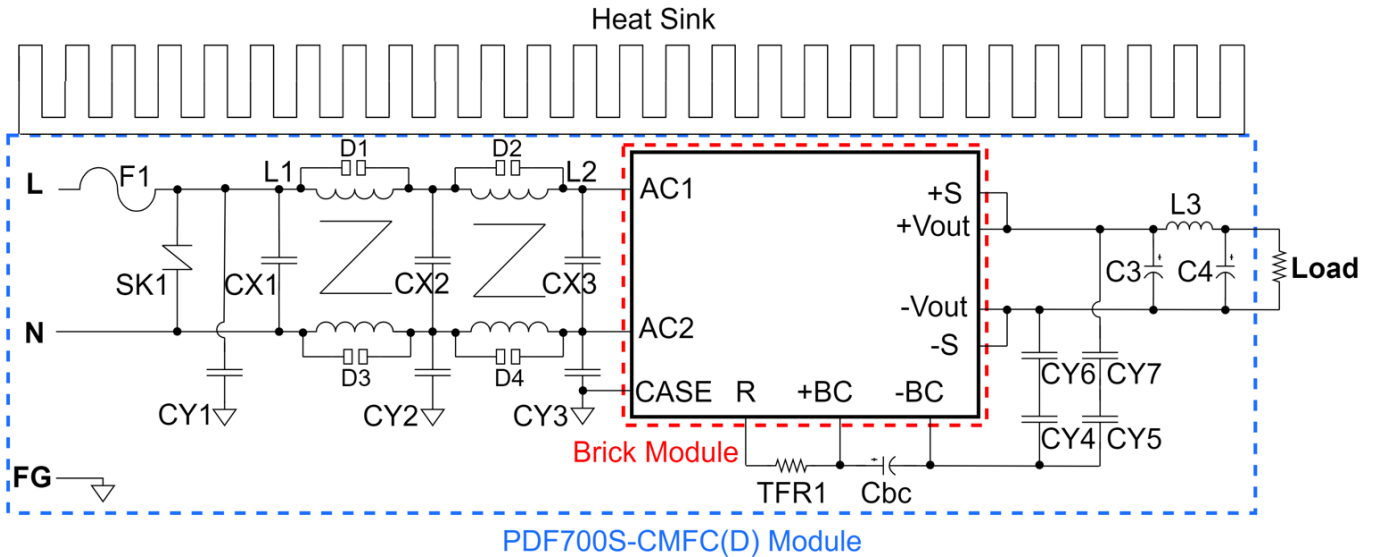 Heat Sink
L
F1
L1
D1
D2
L2
AC1
+S
+Vout
L3
SK1
CX1
CX2
CX3
C3
C4
Load
N
AC2
-Vout
-S
D3
D4
CY1
CY2
CY3
CASE
R
+BC
-BC
CY6
CY7
CY4
CY5
Brick Module
TFR1
Cbc
FG
PDF700S-CMFC(D) Module